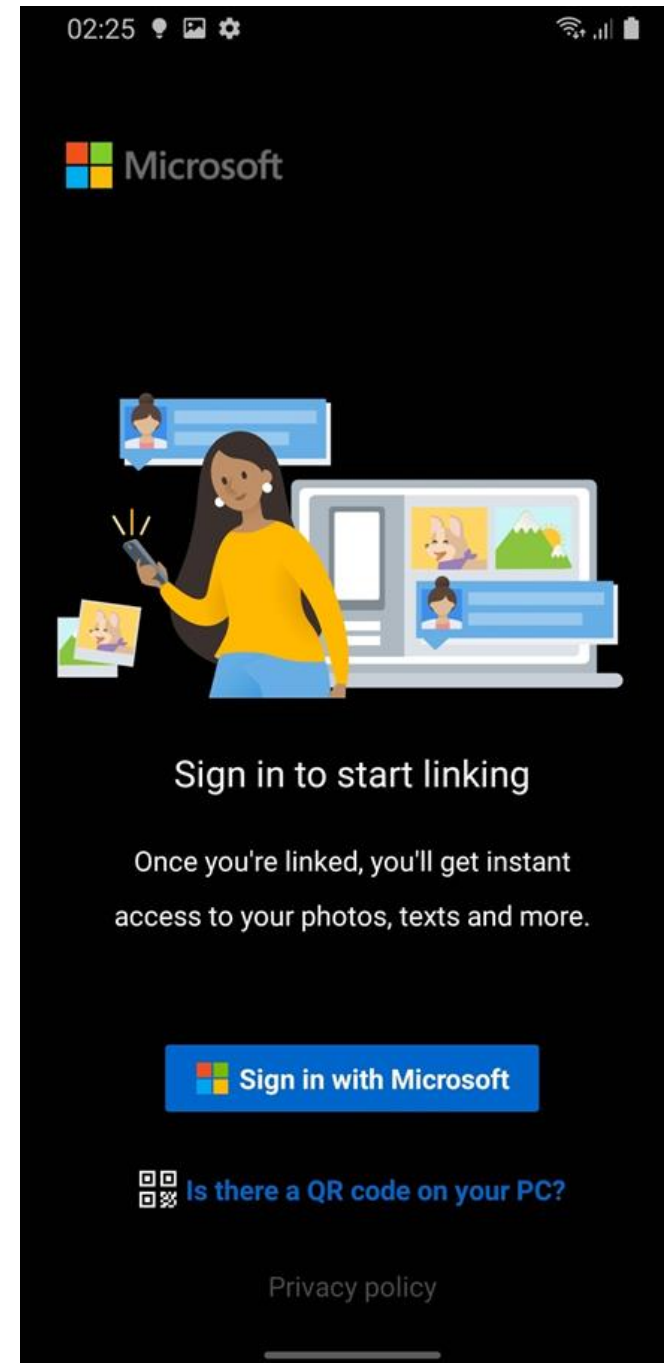 02:25
Microsoft
Sign in to start linking
Once you're linked, you'll get instant
access to your photos, texts and more.
Sign in with Microsoft
Is there a QR code on your PC?
Privacy policy